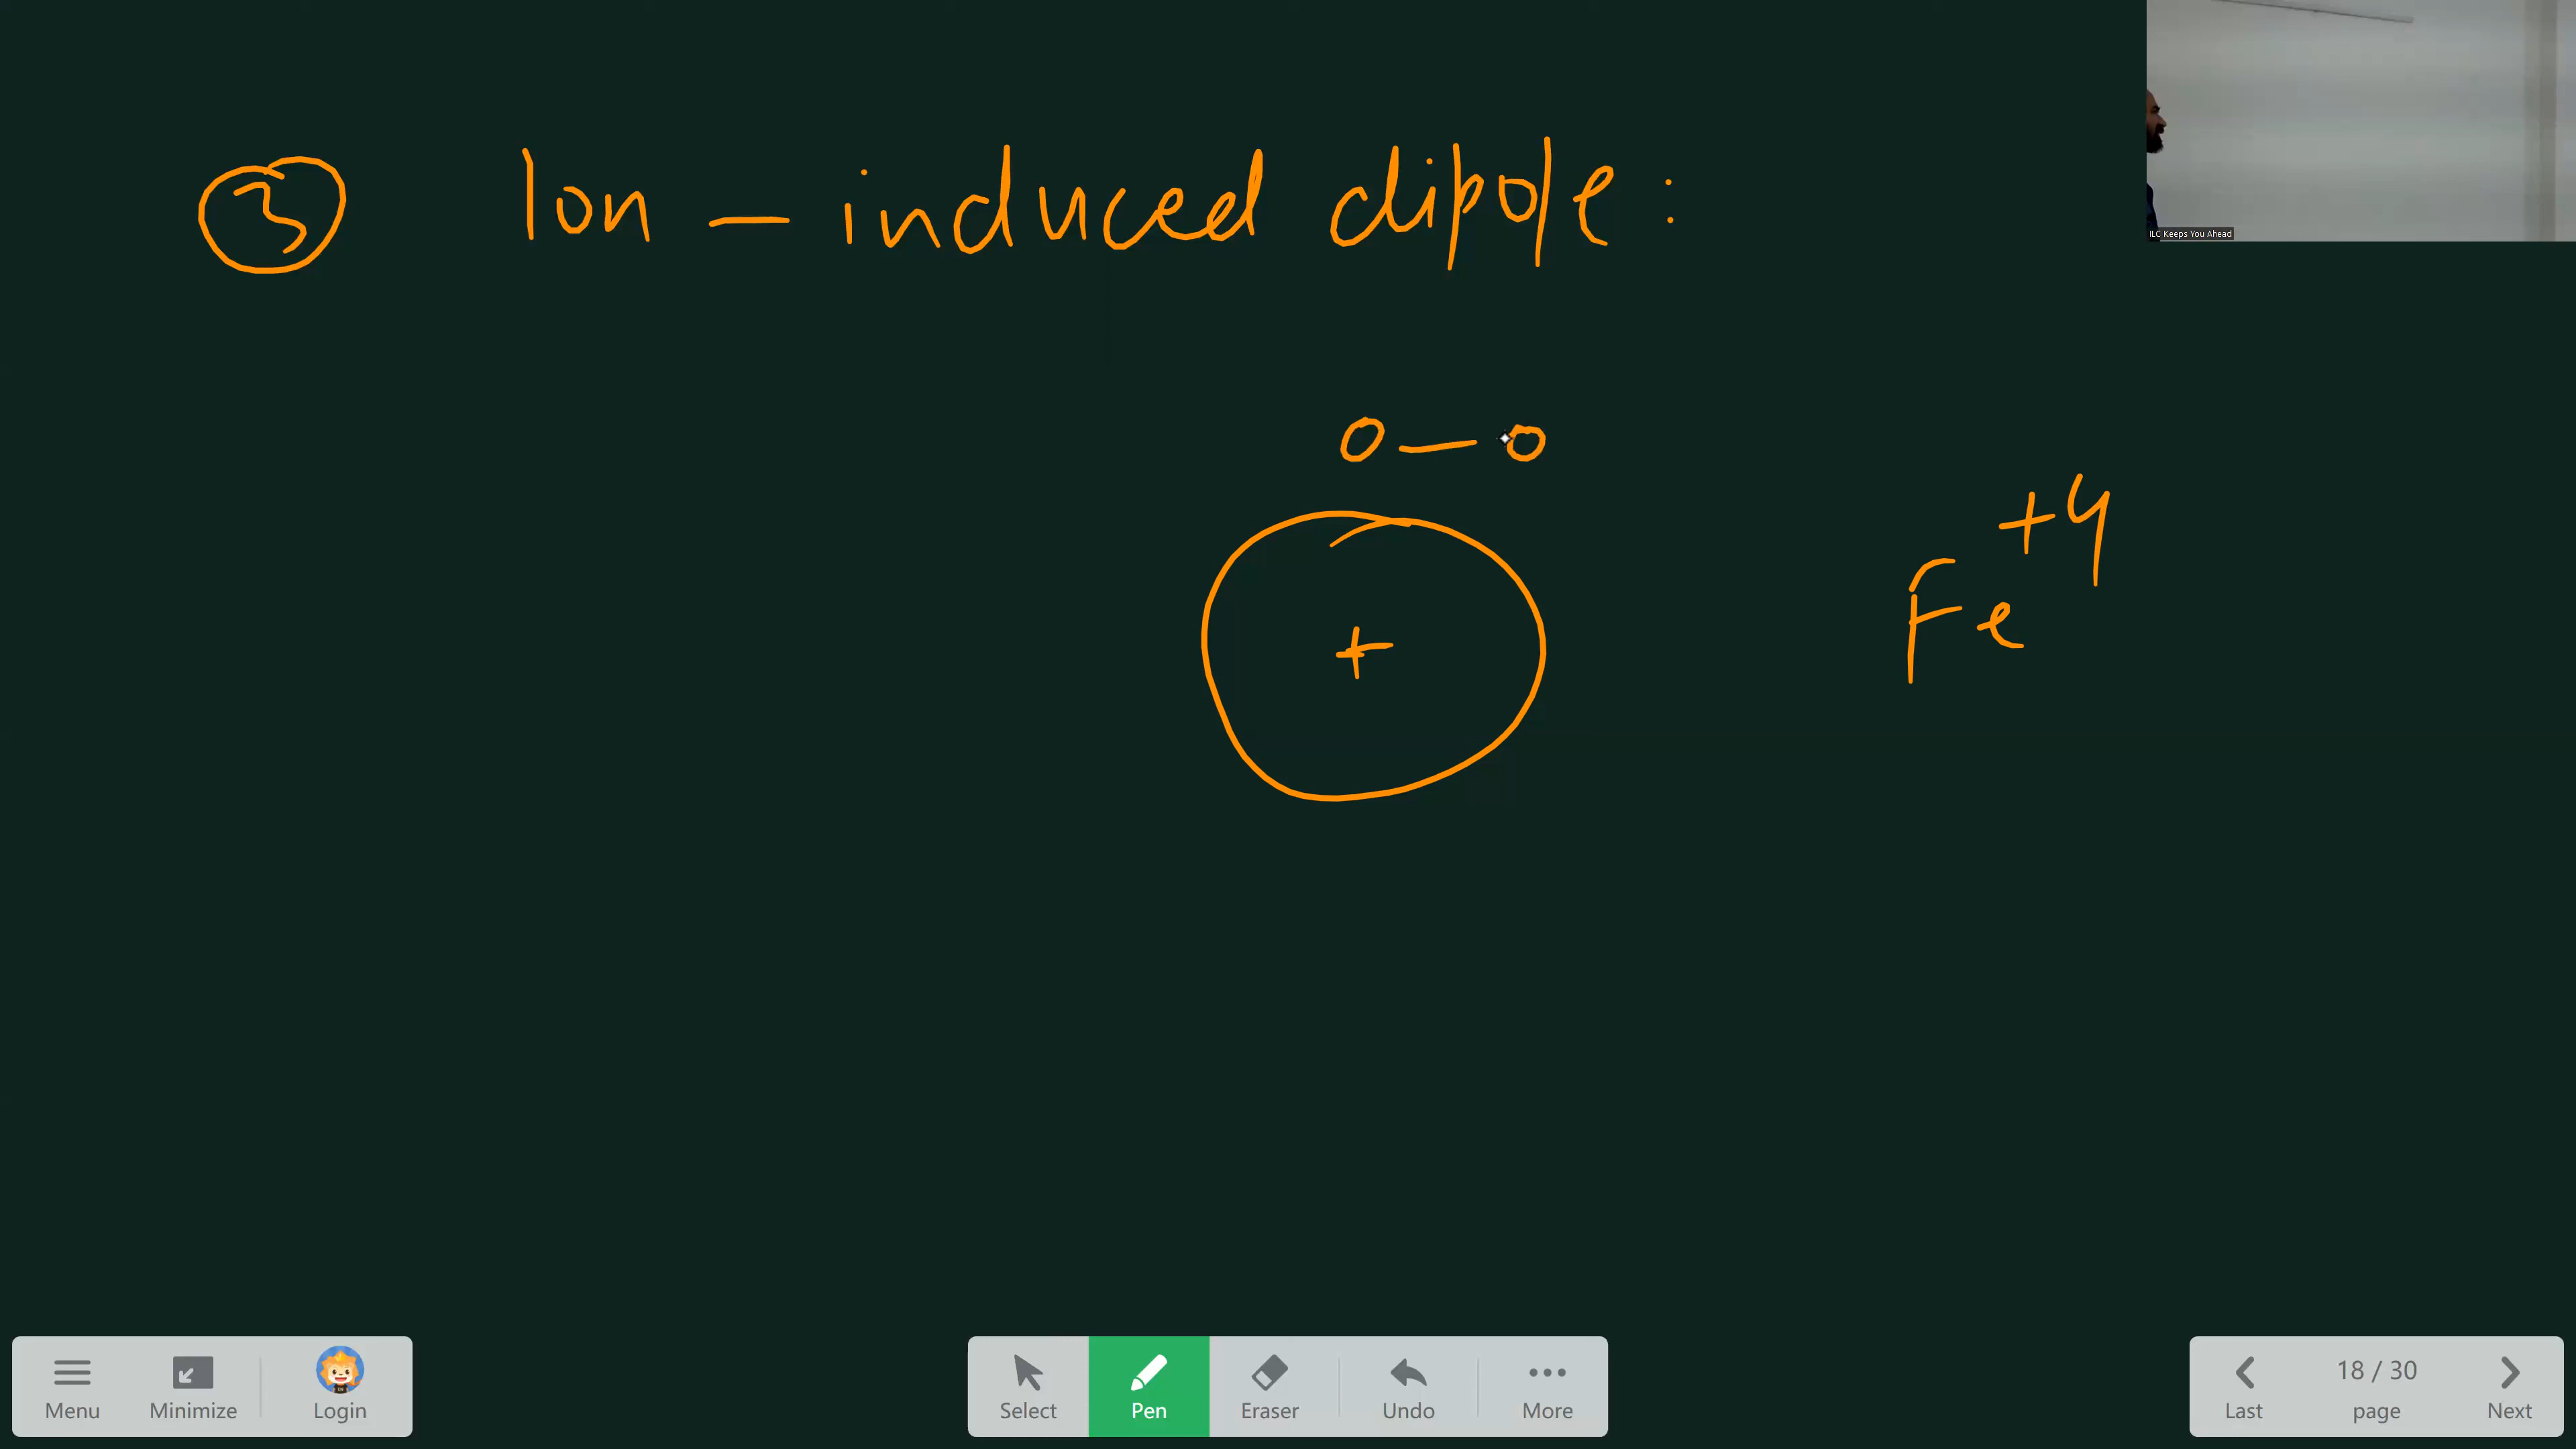 3 Ion – induced dipole :
ILC Keeps You Ahead
O — O
+
Fe +4
Menu Minimize Login Select Pen Eraser Undo More Last 18 / 30 page Next